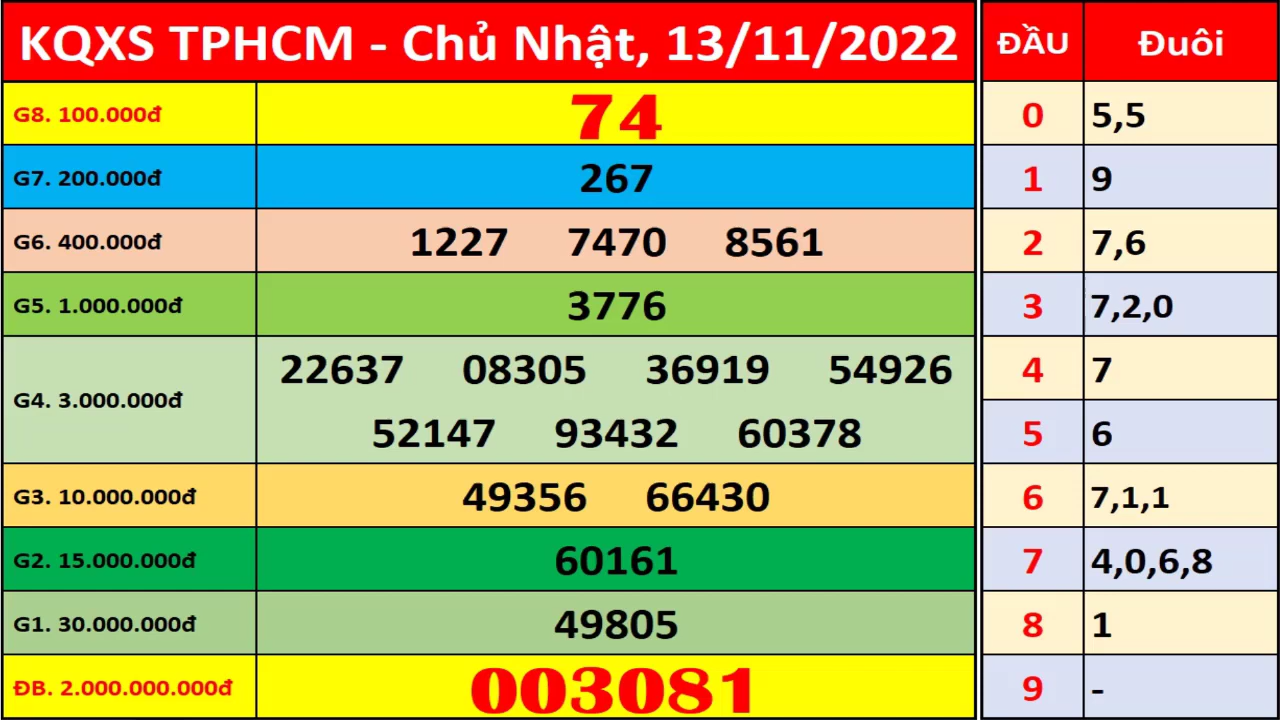 KQXS TPHCM - Chủ Nhật, 13/11/2022 ĐẦU Đuôi
G8. 100.000đ 74 0 5,5
G7. 200.000đ 267 1 9
G6. 400.000đ 1227 7470 8561 2 7,6
G5. 1.000.000đ 3776 3 7,2,0
G4. 3.000.000đ 22637 08305 36919 54926 4 7
52147 93432 60378 5 6
G3. 10.000.000đ 49356 66430 6 7,1,1
G2. 15.000.000đ 60161 7 4,0,6,8
G1. 30.000.000đ 49805 8 1
ĐB. 2.000.000.000đ 003081 9 -